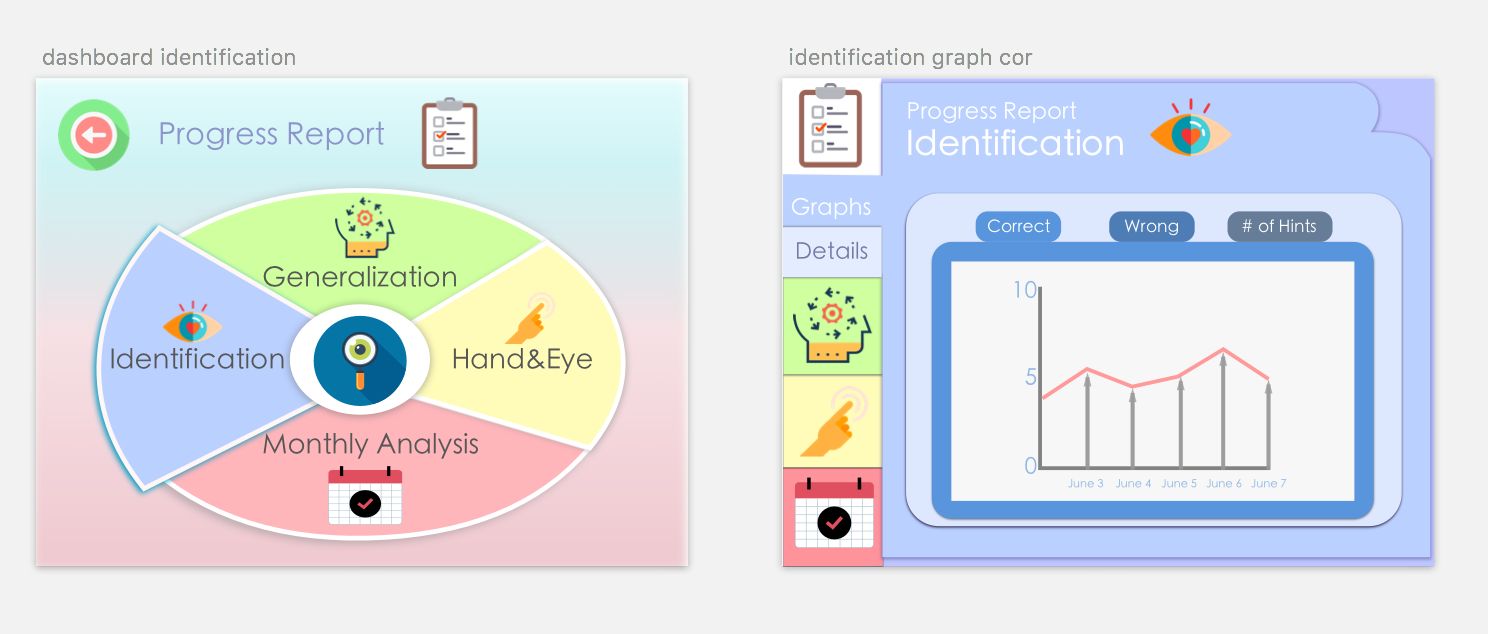 dashboard identification
Progress Report
Generalization
Identification
Hand&Eye
Monthly Analysis
identification graph cor
Progress Report
Identification
Graphs
Details
Correct
Wrong
# of Hints
10
5
0
June 3 June 4 June 5 June 6 June 7